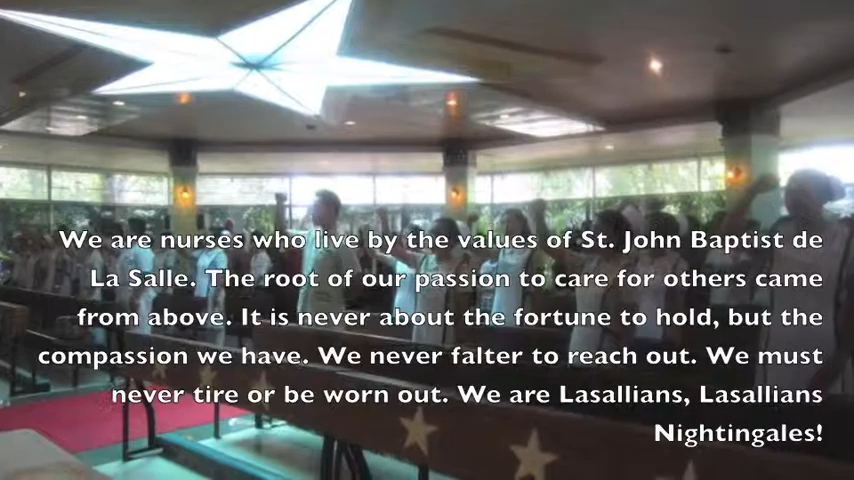 We are nurses who live by the values of St. John Baptist de
La Salle. The root of our passion to care for others came
from above. It is never about the fortune to hold, but the
compassion we have. We never falter to reach out. We must
never tire or be worn out. We are Lasallians, Lasallians
Nightingales!